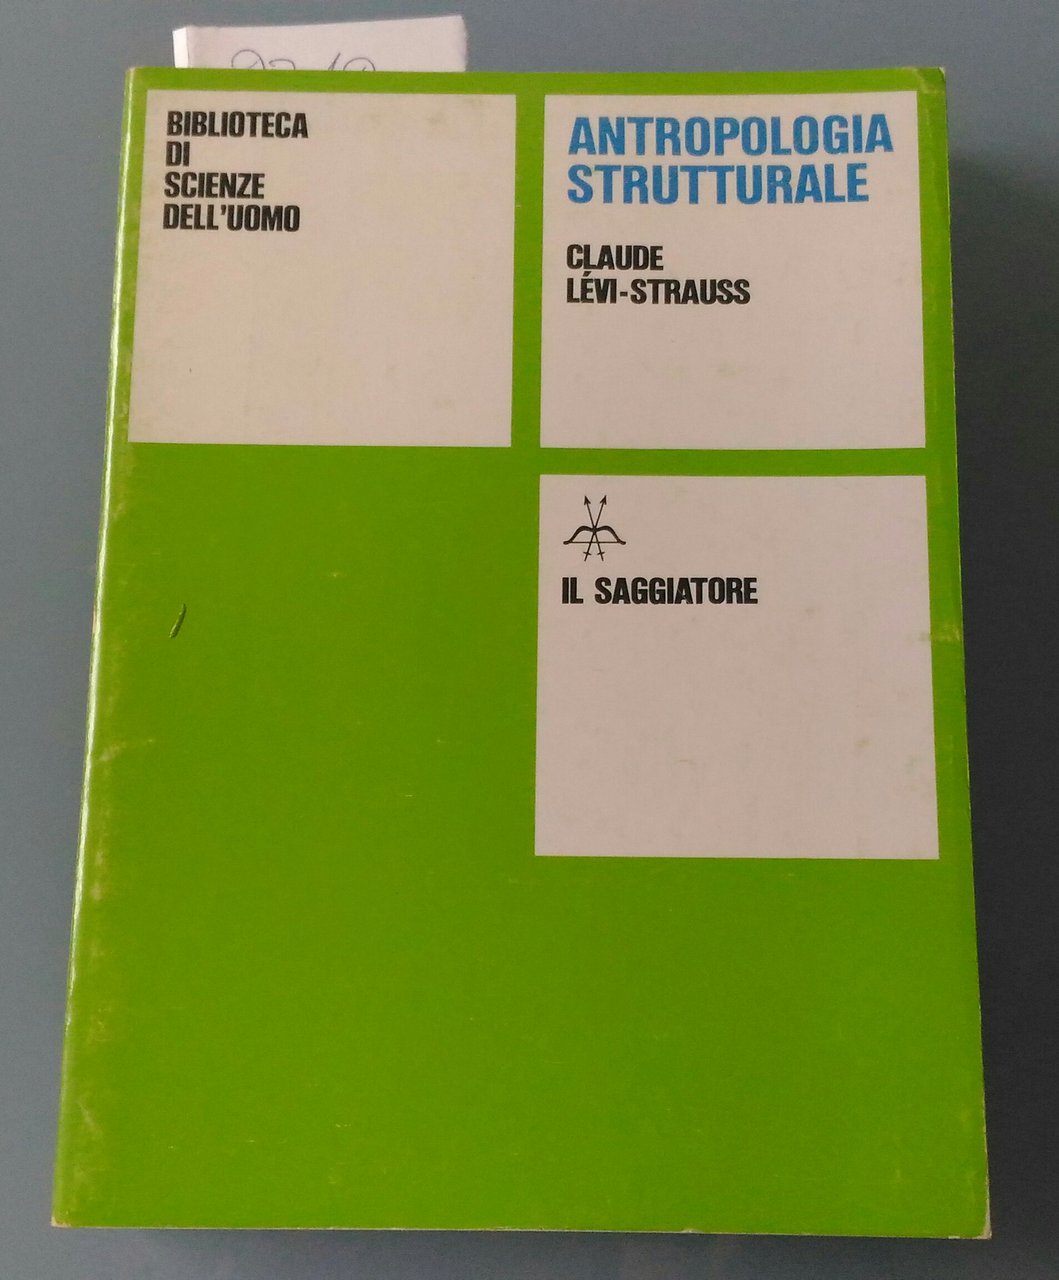 BIBLIOTECA
DI
SCIENZE
DELL'UOMO
ANTROPOLOGIA
STRUTTURALE
CLAUDE
LÉVI-STRAUSS
IL SAGGIATORE